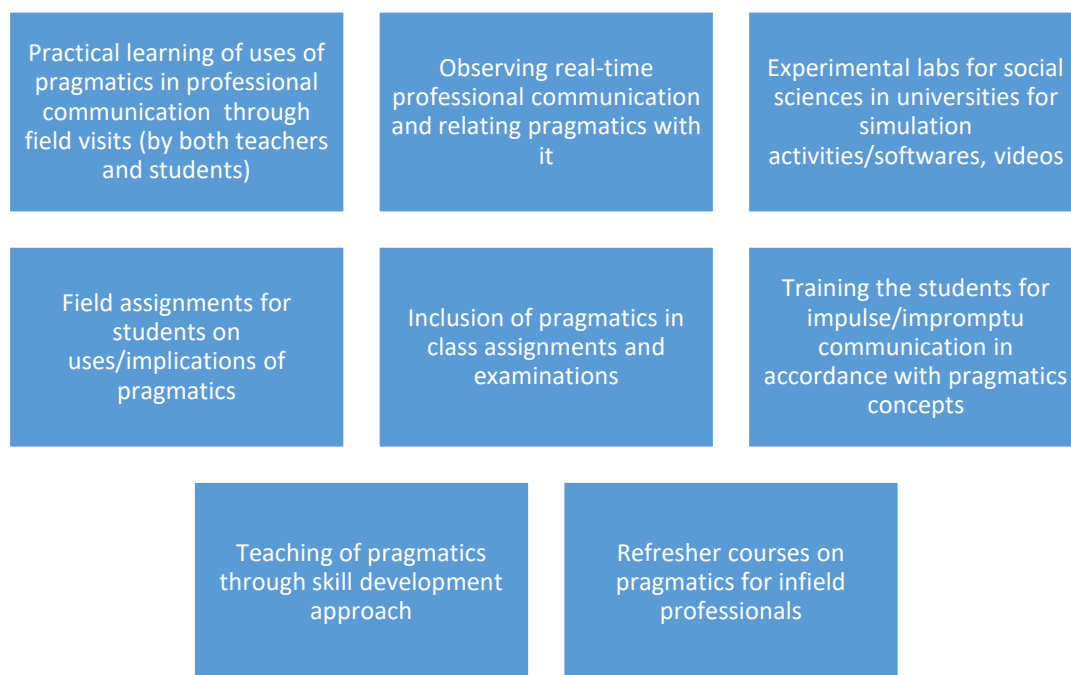 Practical learning of uses of
pragmatics in professional
communication through
field visits (by both teachers
and students)
Observing real-time
professional communication
and relating pragmatics with
it
Experimental labs for social
sciences in universities for
simulation
activities/softwares, videos
Field assignments for
students on
uses/implications of
pragmatics
Inclusion of pragmatics in
class assignments and
examinations
Training the students for
impulse/impromptu
communication in
accordance with pragmatics
concepts
Teaching of pragmatics
through skill development
approach
Refresher courses on
pragmatics for infield
professionals